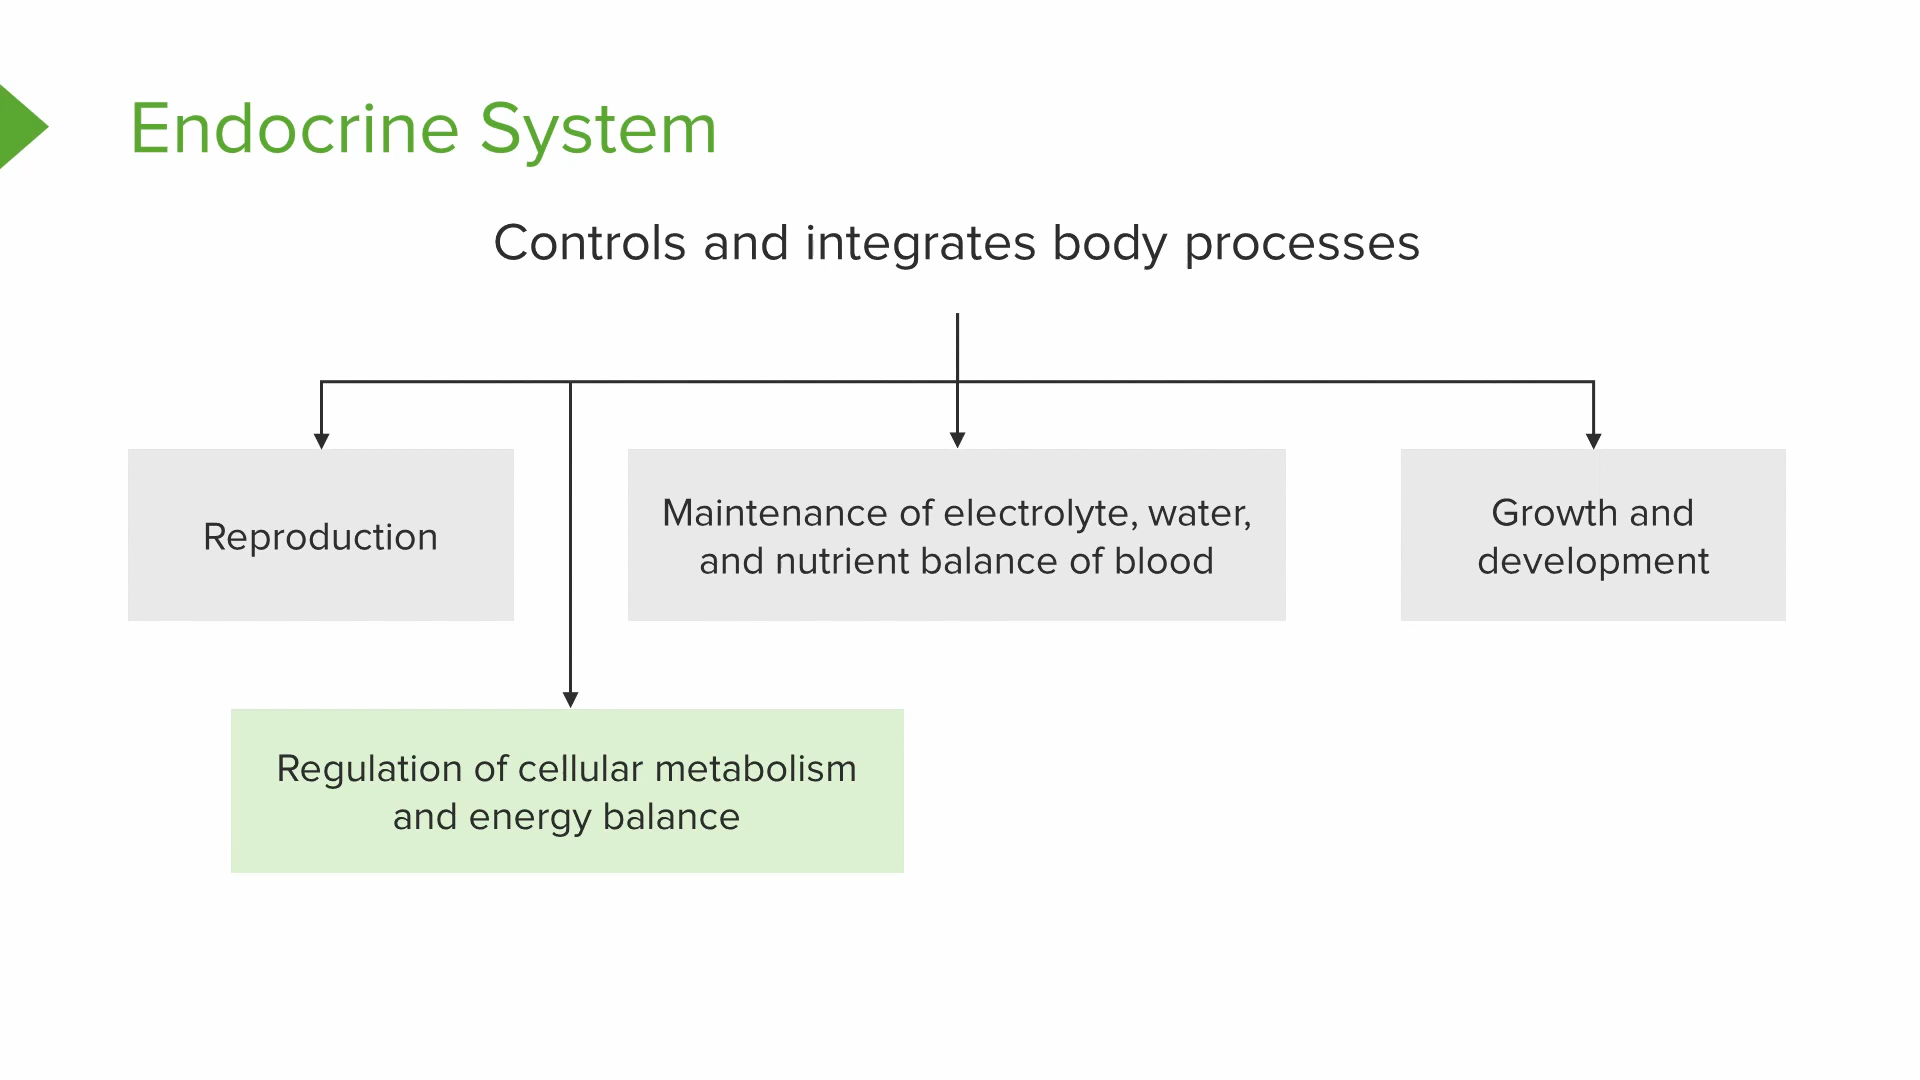 Endocrine System
Controls and integrates body processes
Reproduction
Maintenance of electrolyte, water,
and nutrient balance of blood
Growth and
development
Regulation of cellular metabolism
and energy balance